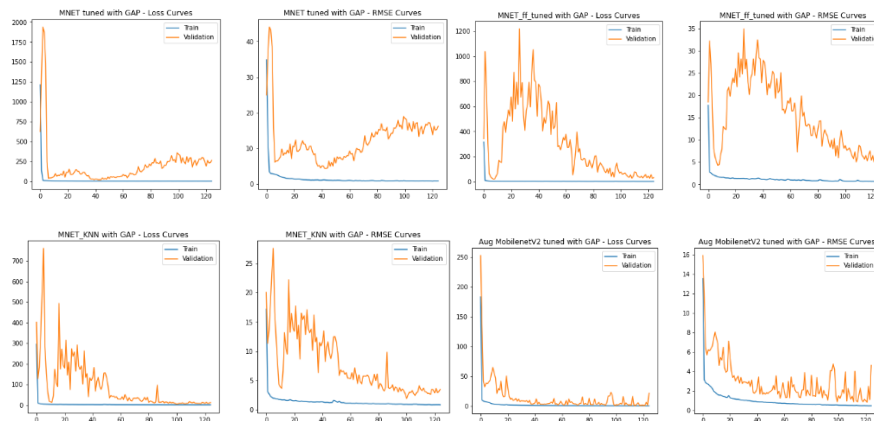 MNET tuned with GAP - Loss Curves
2000
1750
1500
1250
1000
750
500
250
0
0 20 40 60 80 100 120
Train
Validation
MNET tuned with GAP - RMSE Curves
40
30
20
10
0
0 20 40 60 80 100 120
Train
Validation
MNET_ff_tuned with GAP - Loss Curves
1200
1000
800
600
400
200
0
0 20 40 60 80 100 120
Train
Validation
MNET_ff_tuned with GAP - RMSE Curves
35
30
25
20
15
10
5
0
0 20 40 60 80 100 120
Train
Validation
MNET_KNN with GAP - Loss Curves
700
600
500
400
300
200
100
0
0 20 40 60 80 100 120
Train
Validation
MNET_KNN with GAP - RMSE Curves
25
20
15
10
5
0
0 20 40 60 80 100 120
Train
Validation
Aug MobilenetV2 tuned with GAP - Loss Curves
250
200
150
100
50
0
0 20 40 60 80 100 120
Train
Validation
Aug MobilenetV2 tuned with GAP - RMSE Curves
16
14
12
10
8
6
4
2
0
0 20 40 60 80 100 120
Train
Validation